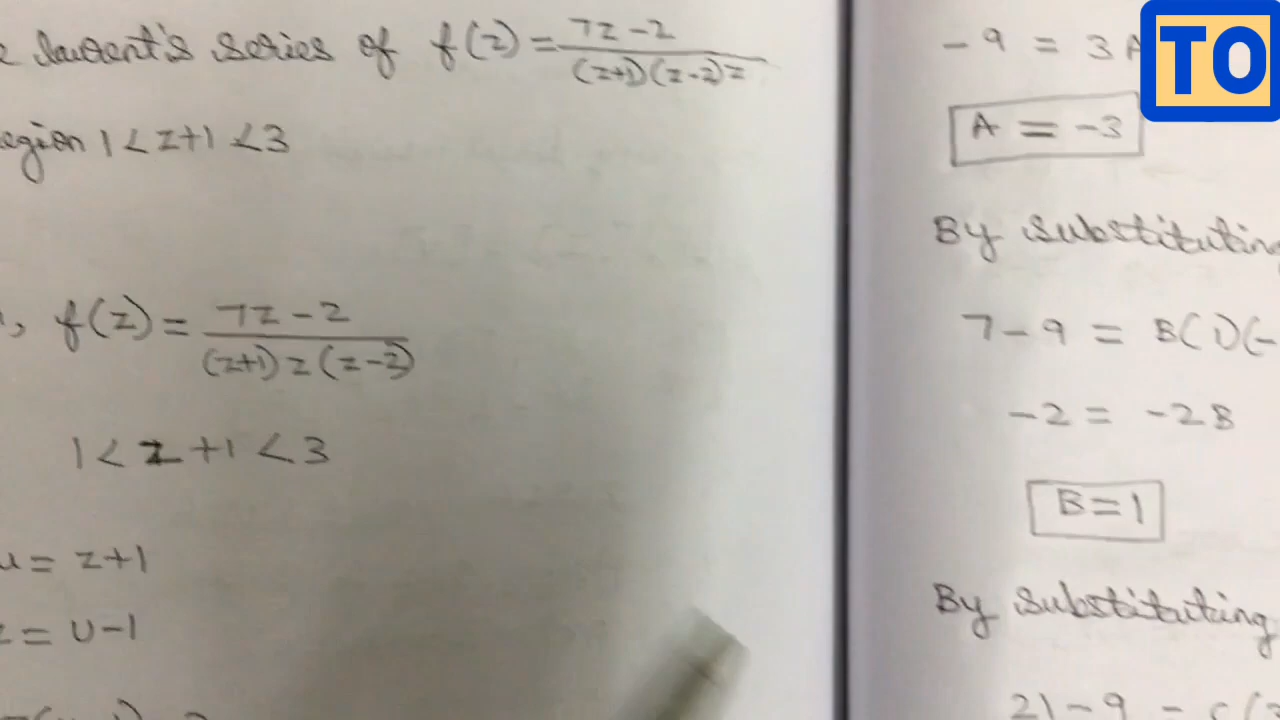 laurent's series of f(z) = 7z-2 / (z+1)(z-2)z
region 1 < z+1 < 3
f(z) = 7z-2 / (z+1)z(z-2)
1 < z+1 < 3
u = z+1
z = u-1
-9 = 3A
A = -3
By substituting
7-9 = B(1)(-
-2 = -2B
B=1
By substituting
21-9 =
TO